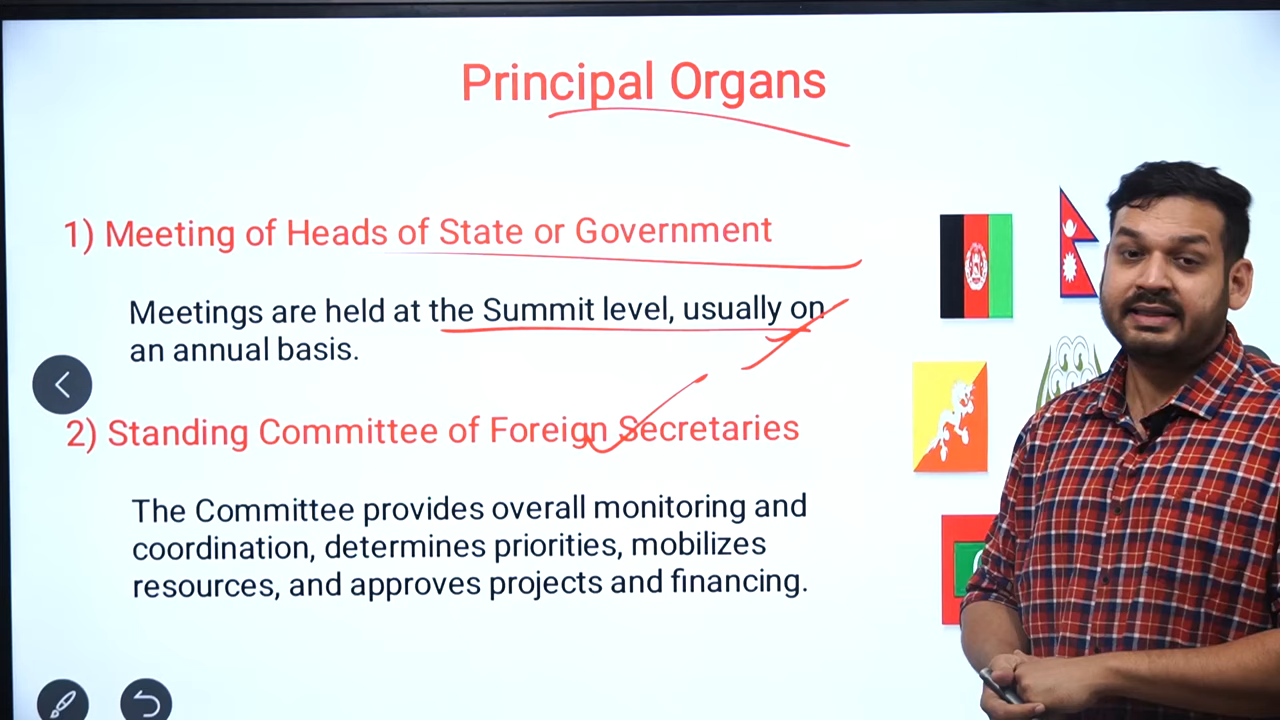 Principal Organs
1) Meeting of Heads of State or Government
Meetings are held at the Summit level, usually on
an annual basis.
2) Standing Committee of Foreign Secretaries
The Committee provides overall monitoring and
coordination, determines priorities, mobilizes
resources, and approves projects and financing.